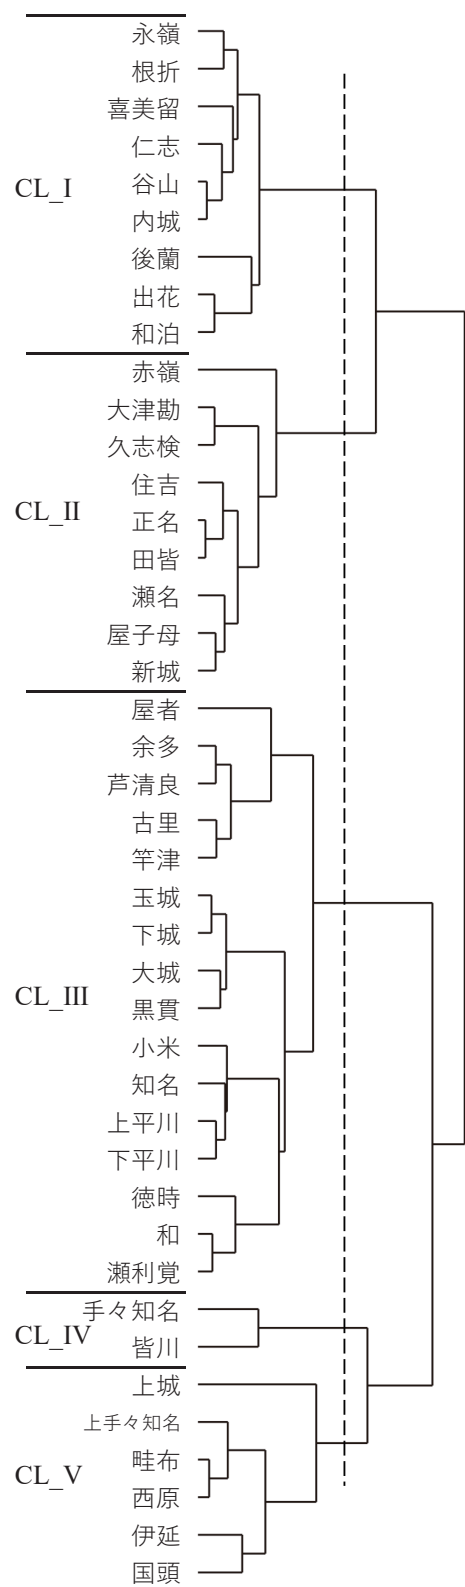 永嶺
根折
喜美留
仁志
CL_I
谷山
内城
後蘭
出花
和泊
赤嶺
大津勘
久志検
住吉
CL_II
正名
田皆
瀬名
屋子母
新城
屋者
余多
芦清良
古里
竿津
玉城
下城
大城
CL_III
黒貫
小米
知名
上平川
下平川
徳時
和
瀬利覚
手々知名
CL_IV
皆川
上城
上手々知名
畦布
CL_V
西原
伊延
国頭